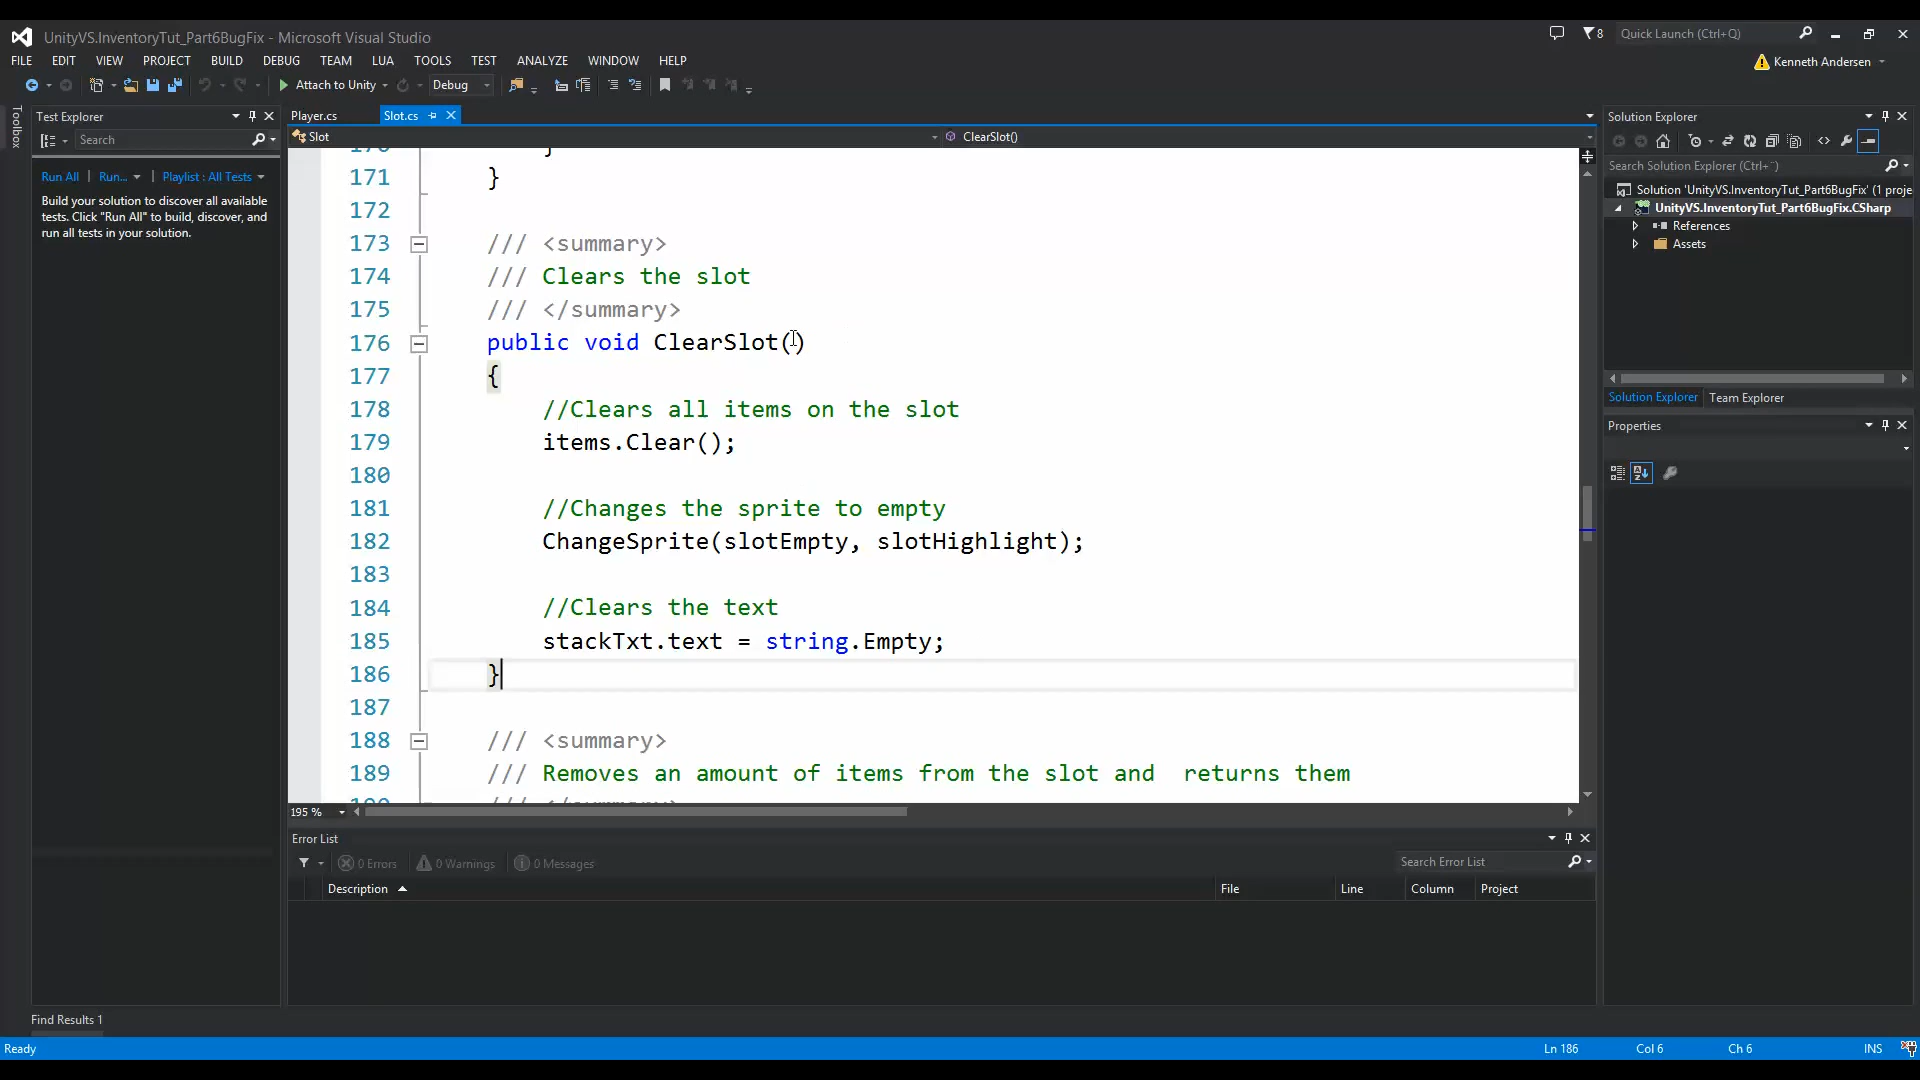 UnityVS.InventoryTut_Part6BugFix - Microsoft Visual Studio
8
Quick Launch (Ctrl+Q)
FILE EDIT VIEW PROJECT BUILD DEBUG TEAM LUA TOOLS TEST ANALYZE WINDOW HELP
Kenneth Andersen
Attach to Unity
Debug
Toolbox
Test Explorer
Search
Run All | Run... | Playlist : All Tests
Build your solution to discover all available
tests. Click "Run All" to build, discover, and
run all tests in your solution.
Player.cs
Slot.cs
Slot
ClearSlot()
171 }
172
173 /// <summary>
174 /// Clears the slot
175 /// </summary>
176 public void ClearSlot()
177 {
178 //Clears all items on the slot
179 items.Clear();
180
181 //Changes the sprite to empty
182 ChangeSprite(slotEmpty, slotHighlight);
183
184 //Clears the text
185 stackTxt.text = string.Empty;
186 }
187
188 /// <summary>
189 /// Removes an amount of items from the slot and  returns them
195 %
Error List
0 Errors
0 Warnings
0 Messages
Search Error List
Description
File
Line
Column
Project
Solution Explorer
Search Solution Explorer (Ctrl+¨)
Solution 'UnityVS.InventoryTut_Part6BugFix' (1 proje
UnityVS.InventoryTut_Part6BugFix.CSharp
References
Assets
Solution Explorer
Team Explorer
Properties
Find Results 1
Ready
Ln 186
Col 6
Ch 6
INS